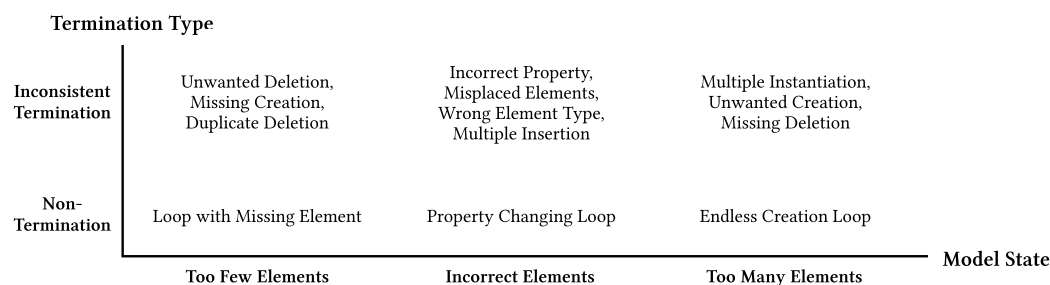 Termination Type
Inconsistent
Termination
Unwanted Deletion,
Missing Creation,
Duplicate Deletion
Incorrect Property,
Misplaced Elements,
Wrong Element Type,
Multiple Insertion
Multiple Instantiation,
Unwanted Creation,
Missing Deletion
Non-
Termination
Loop with Missing Element
Property Changing Loop
Endless Creation Loop
Model State
Too Few Elements
Incorrect Elements
Too Many Elements